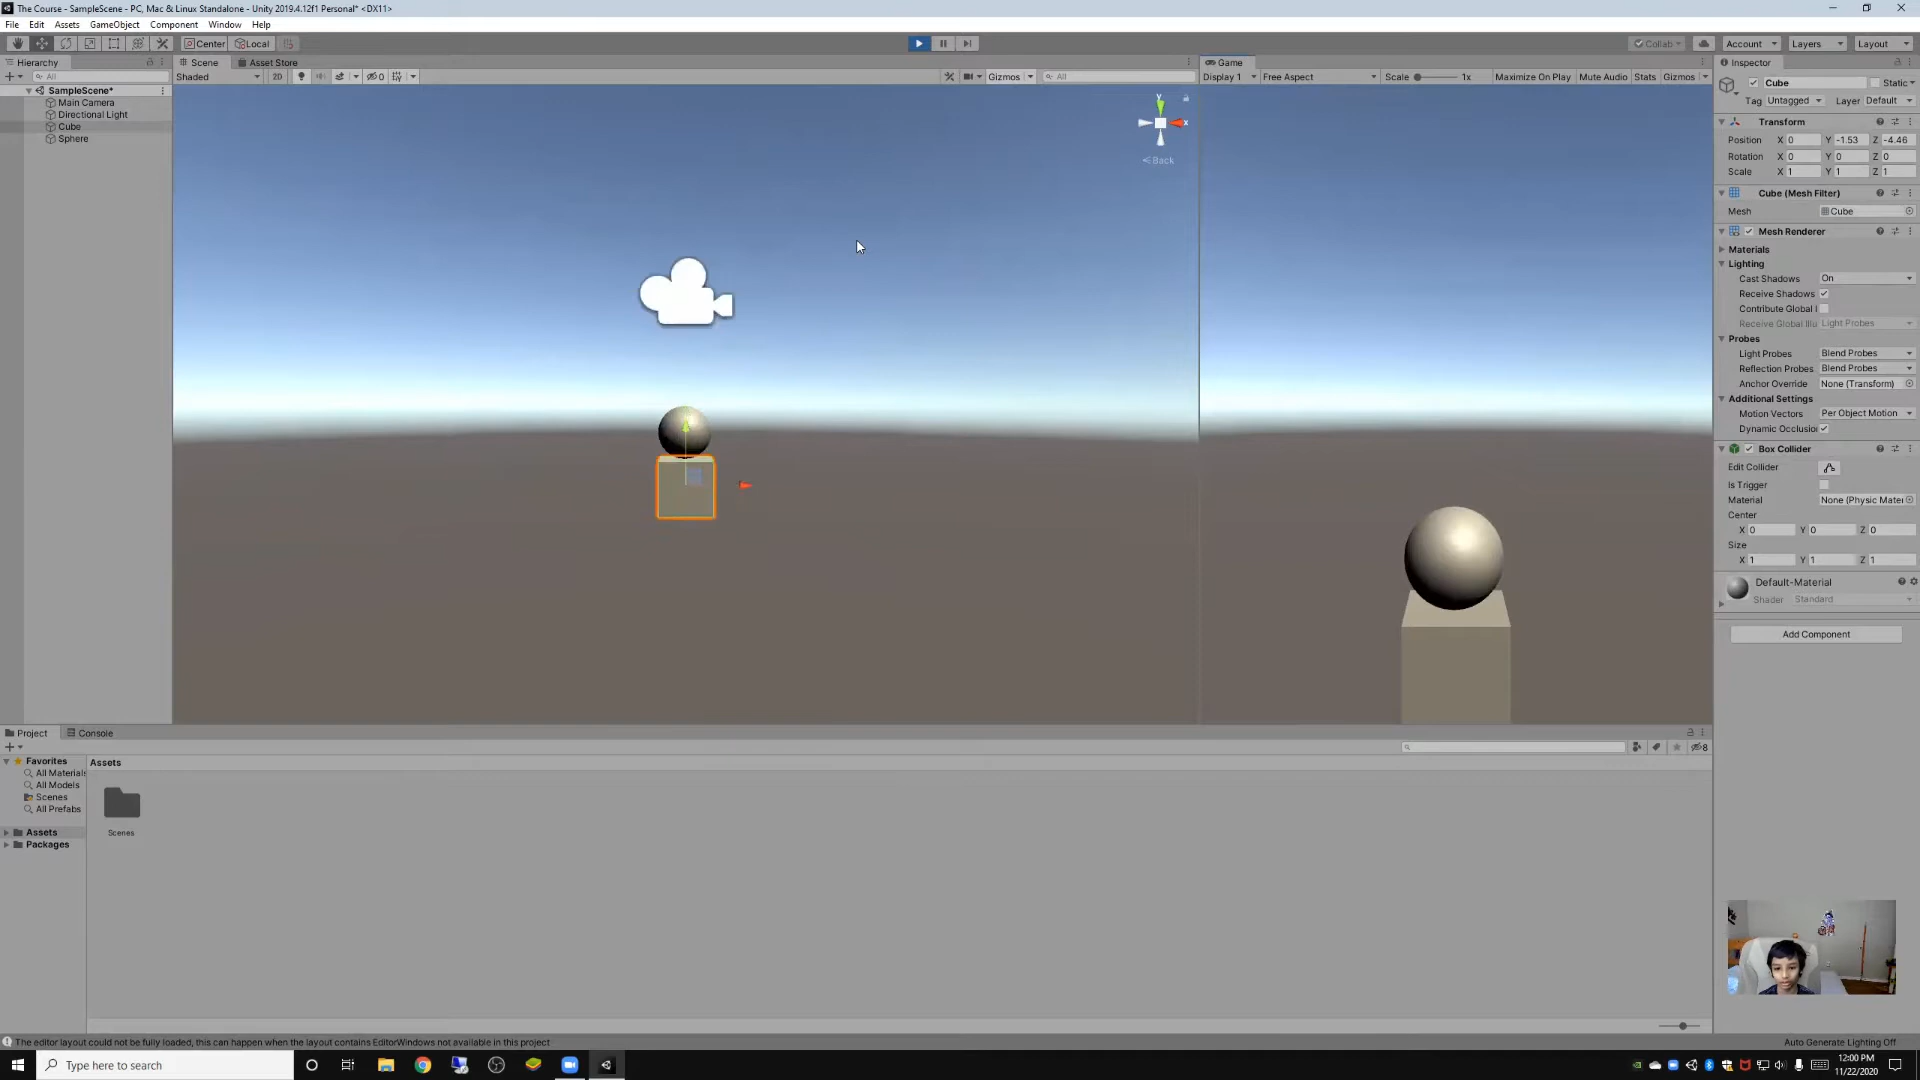 The Course - SampleScene - PC, Mac & Linux Standalone - Unity 2019.4.12f1 Personal* <DX11>
File Edit Assets GameObject Component Window Help
Center Local Collab Account Layers Layout
Hierarchy Scene Asset Store Game Inspector
All Shaded 2D 0 Gizmos All Display 1 Free Aspect Scale 1x Maximize On Play Mute Audio Stats Gizmos
Cube Static
SampleScene*
Main Camera
Directional Light
Cube
Sphere
y
x
Back
Tag Untagged Layer Default
Transform
Position X 0 Y -1.53 Z -4.46
Rotation X 0 Y 0 Z 0
Scale X 1 Y 1 Z 1
Cube (Mesh Filter)
Mesh Cube
Mesh Renderer
Materials
Lighting
Cast Shadows On
Receive Shadows
Contribute Global I
Receive Global Illu Light Probes
Probes
Light Probes Blend Probes
Reflection Probes Blend Probes
Anchor Override None (Transform)
Additional Settings
Motion Vectors Per Object Motion
Dynamic Occlusio
Box Collider
Edit Collider
Is Trigger
Material None (Physic Mater
Center
X 0 Y 0 Z 0
Size
X 1 Y 1 Z 1
Default-Material
Shader Standard
Add Component
Project Console
8
Favorites
All Materials
All Models
Scenes
All Prefabs
Assets
Packages
Assets
Scenes
The editor layout could not be fully loaded, this can happen when the layout contains EditorWindows not available in this project
Auto Generate Lighting Off
Type here to search
12:00 PM
11/22/2020